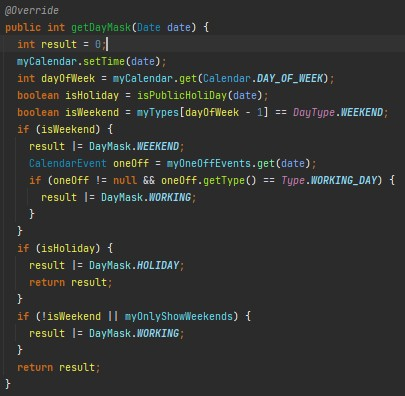 @Override
public int getDayMask(Date date) {
int result = 0;
myCalendar.setTime(date);
int dayOfWeek = myCalendar.get(Calendar.DAY_OF_WEEK);
boolean isHoliday = isPublicHoliDay(date);
boolean isWeekend = myTypes[dayOfWeek - 1] == DayType.WEEKEND;
if (isWeekend) {
result |= DayMask.WEEKEND;
CalendarEvent oneOff = myOneOffEvents.get(date);
if (oneOff != null && oneOff.getType() == Type.WORKING_DAY) {
result |= DayMask.WORKING;
}
}
if (isHoliday) {
result |= DayMask.HOLIDAY;
return result;
}
if (!isWeekend || myOnlyShowWeekends) {
result |= DayMask.WORKING;
}
return result;
}